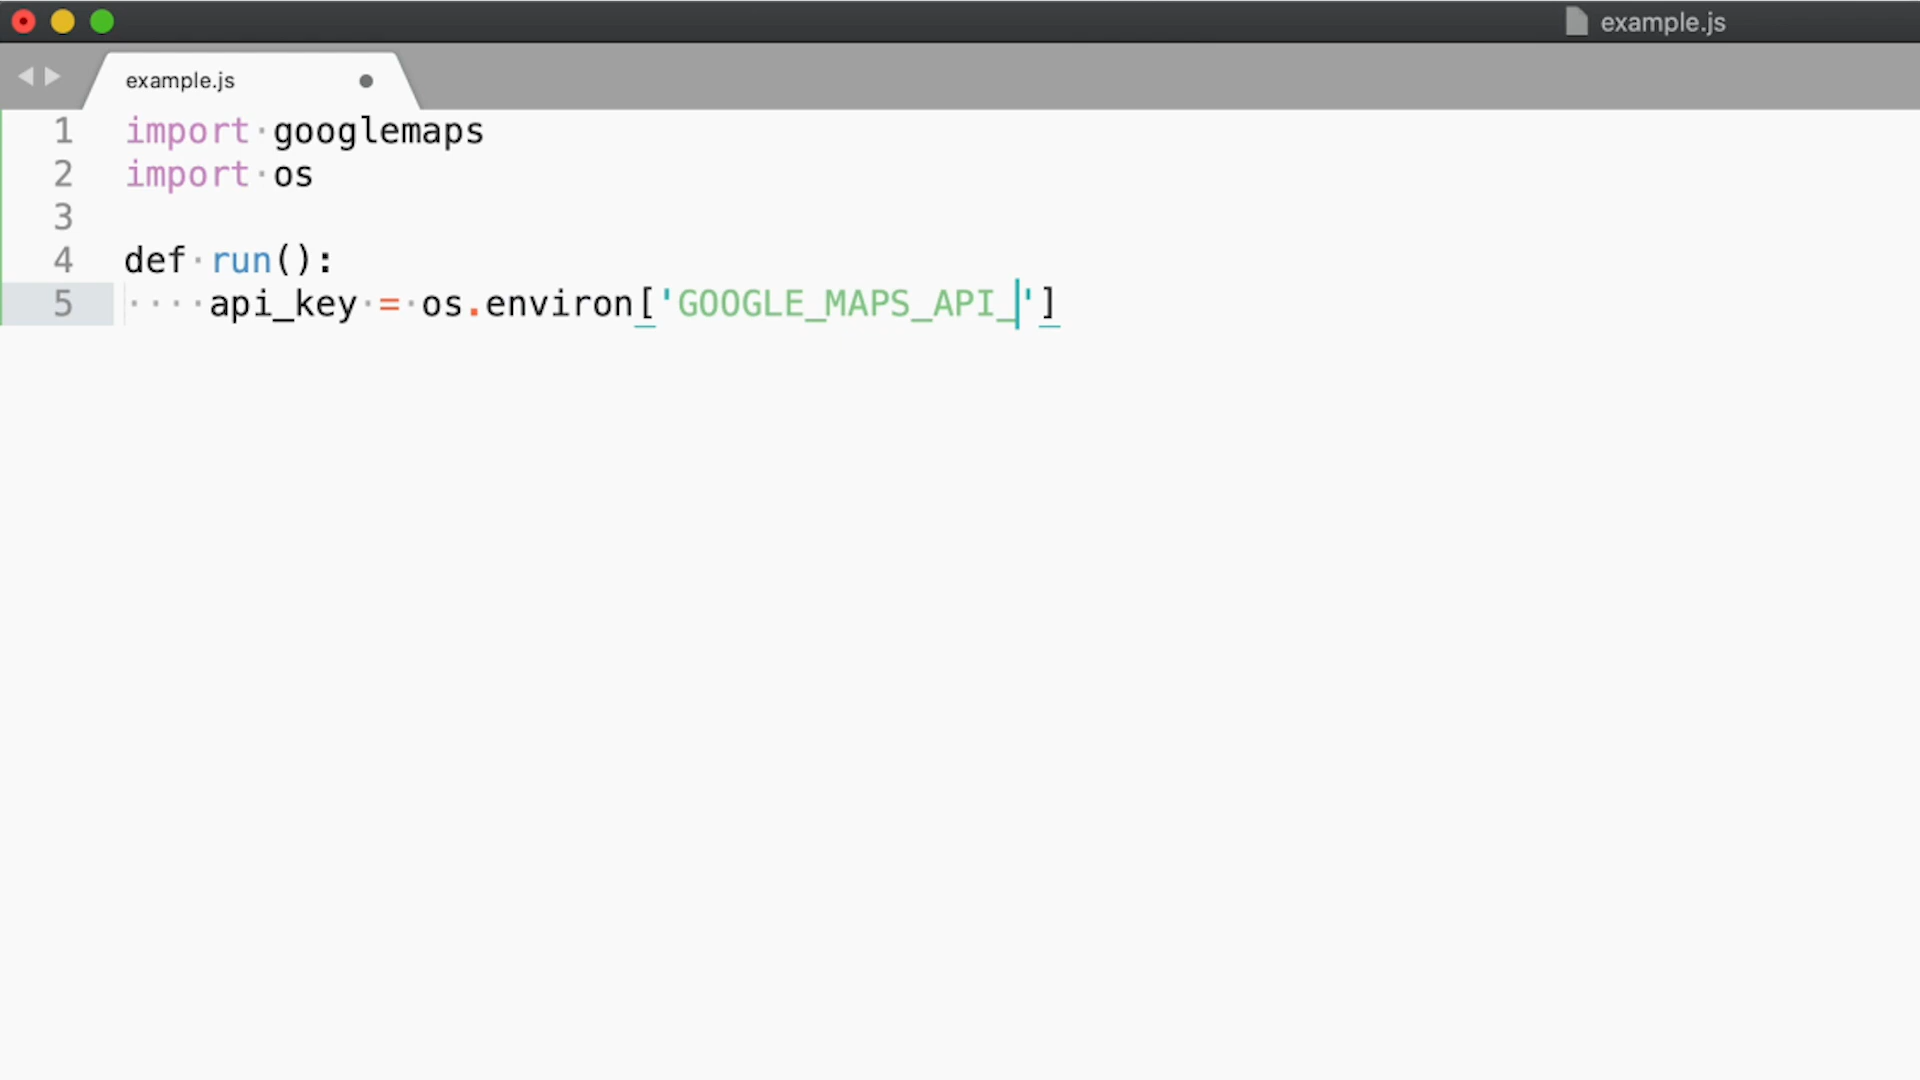 example.js
example.js
1 import googlemaps
2 import os
3
4 def run():
5     api_key = os.environ['GOOGLE_MAPS_API_']